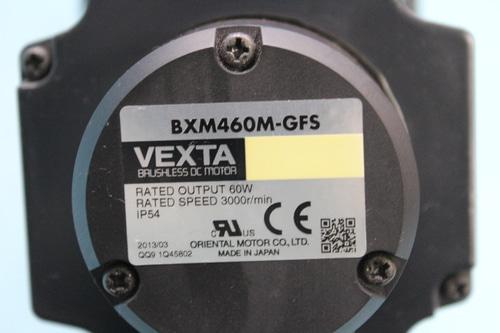 BXM460M-GFS
VEXTA
BRUSHLESS DC MOTOR
RATED OUTPUT 60W
RATED SPEED 3000r/min
IP54
c RU US CE
2013/03 ORIENTAL MOTOR CO., LTD.
QQ9 1Q45802 MADE IN JAPAN